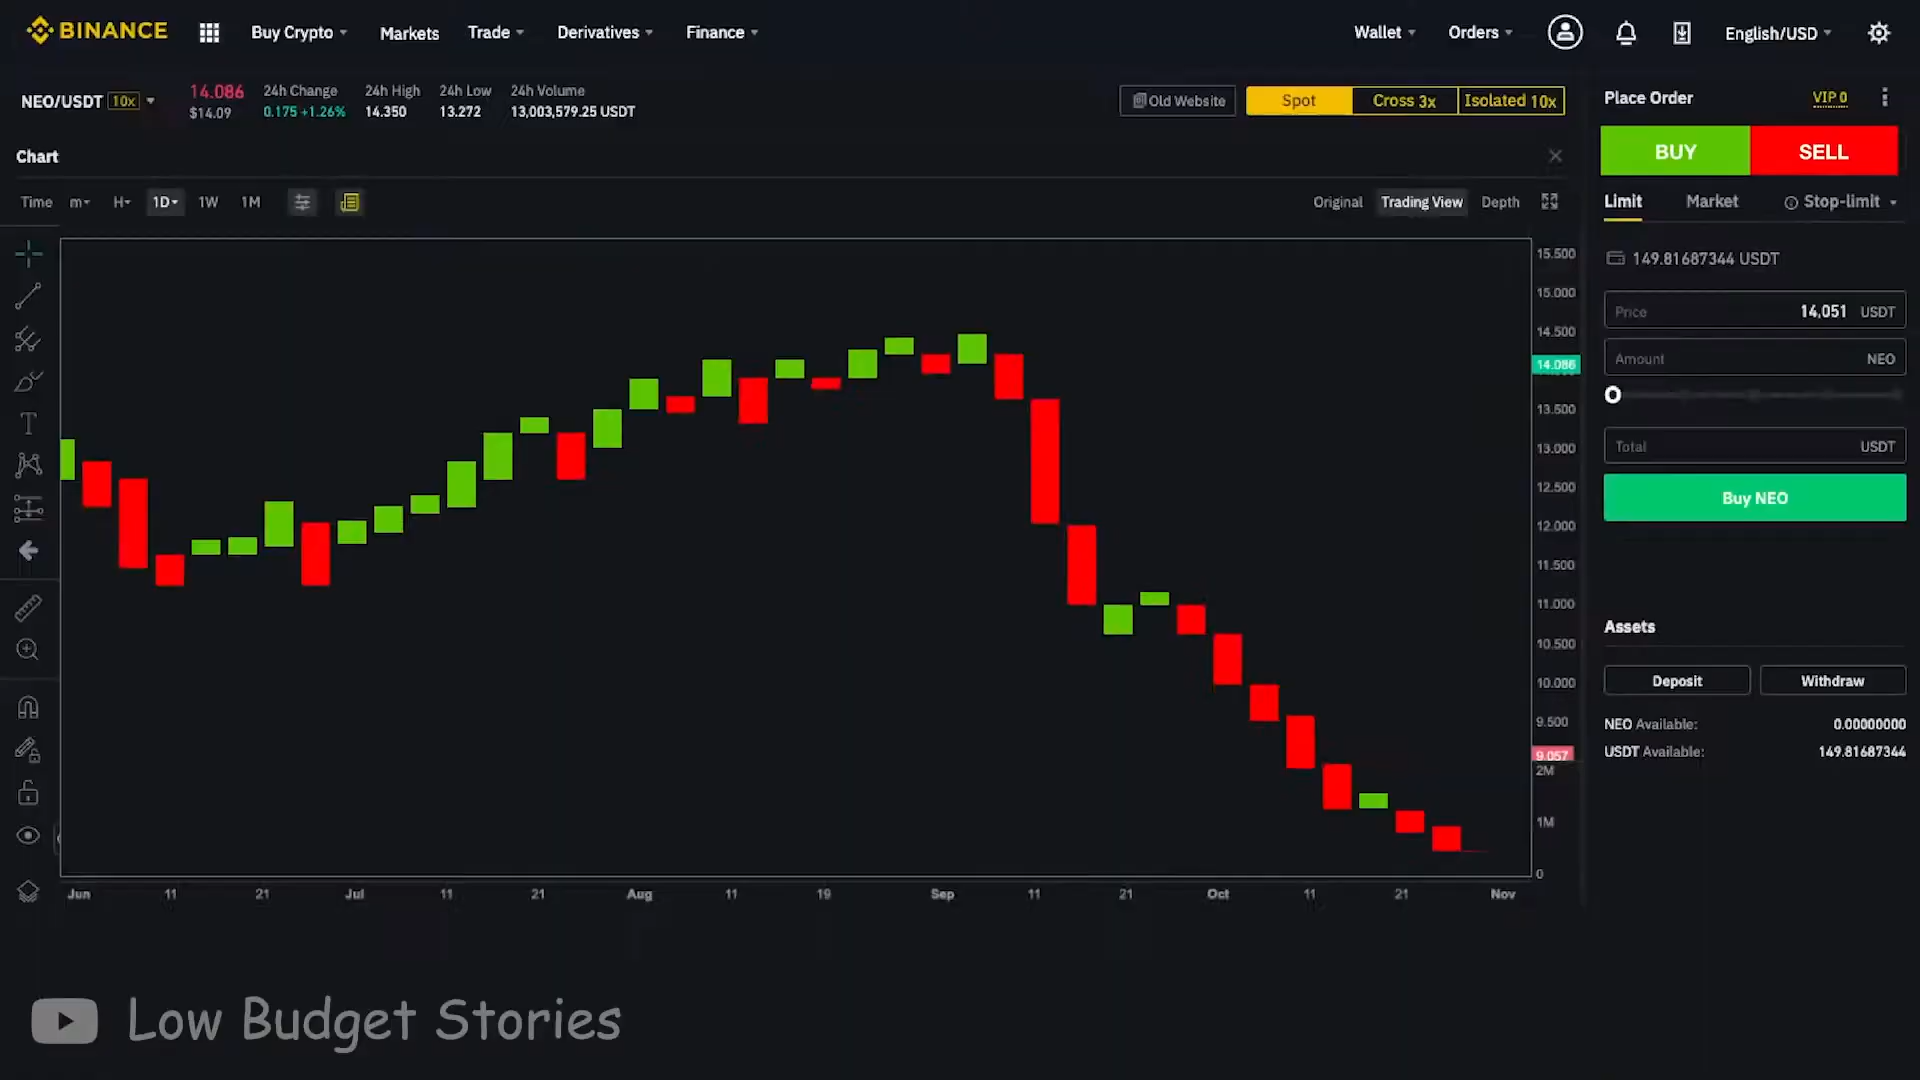 BINANCE Buy Crypto Markets Trade Derivatives Finance Wallet Orders English/USD
NEO/USDT 10x 14.086 $14.09 24h Change 0.175 +1.26% 24h High 14.350 24h Low 13.272 24h Volume 13,003,579.25 USDT
Old Website Spot Cross 3x Isolated 10x
Chart
Time m H 1D 1W 1M Original Trading View Depth
15.500
15.000
14.500
14.086
13.500
13.000
12.500
12.000
11.500
11.000
10.500
10.000
9.500
9.057
2M
1M
0
Jun 11 21 Jul 11 21 Aug 11 19 Sep 11 21 Oct 11 21 Nov
Place Order VIP 0
BUY SELL
Limit Market Stop-limit
149.81687344 USDT
Price 14,051 USDT
Amount NEO
Total USDT
Buy NEO
Assets
Deposit Withdraw
NEO Available: 0.00000000
USDT Available: 149.81687344
Low Budget Stories